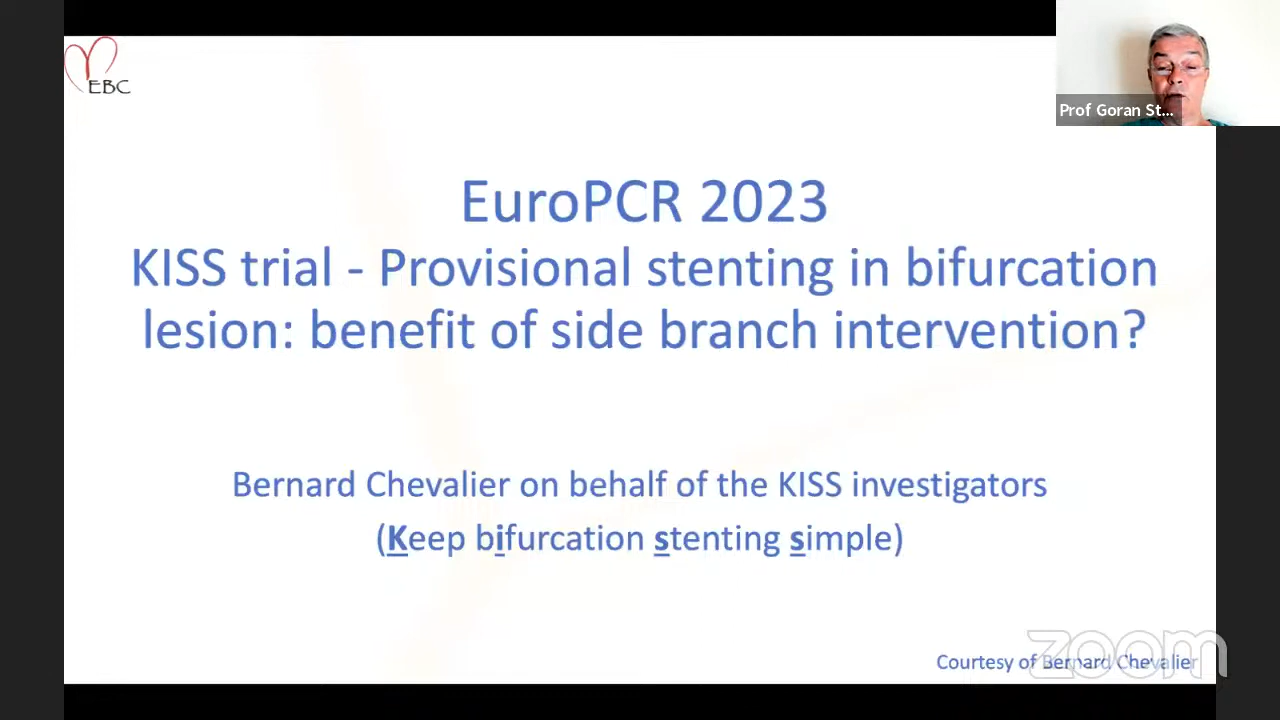 EBC
Prof Goran St...
EuroPCR 2023
KISS trial - Provisional stenting in bifurcation
lesion: benefit of side branch intervention?
Bernard Chevalier on behalf of the KISS investigators
(Keep bifurcation stenting simple)
Courtesy of Bernard Chevalier
zoom